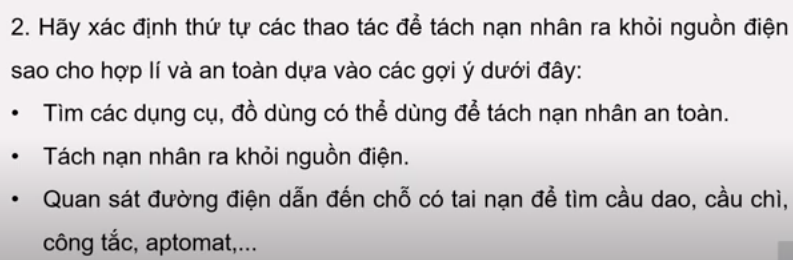 2. Hãy xác định thứ tự các thao tác để tách nạn nhân ra khỏi nguồn điện
sao cho hợp lí và an toàn dựa vào các gợi ý dưới đây:
• Tìm các dụng cụ, đồ dùng có thể dùng để tách nạn nhân an toàn.
• Tách nạn nhân ra khỏi nguồn điện.
• Quan sát đường điện dẫn đến chỗ có tai nạn để tìm cầu dao, cầu chì,
công tắc, aptomat,...